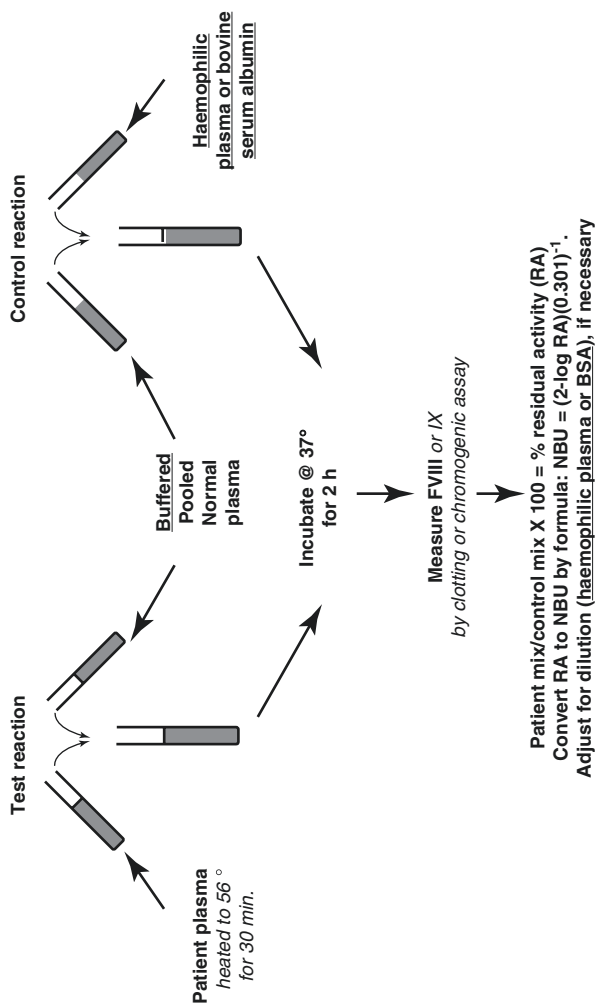 Test reaction
Control reaction
Patient plasma
heated to 56 °
for 30 min.
Buffered
Pooled
Normal
plasma
Haemophilic
plasma or bovine
serum albumin
Incubate @ 37°
for 2 h
Measure FVIII or IX
by clotting or chromogenic assay
Patient mix/control mix X 100 = % residual activity (RA)
Convert RA to NBU by formula: NBU = (2-log RA)(0.301)⁻¹.
Adjust for dilution (haemophilic plasma or BSA), if necessary